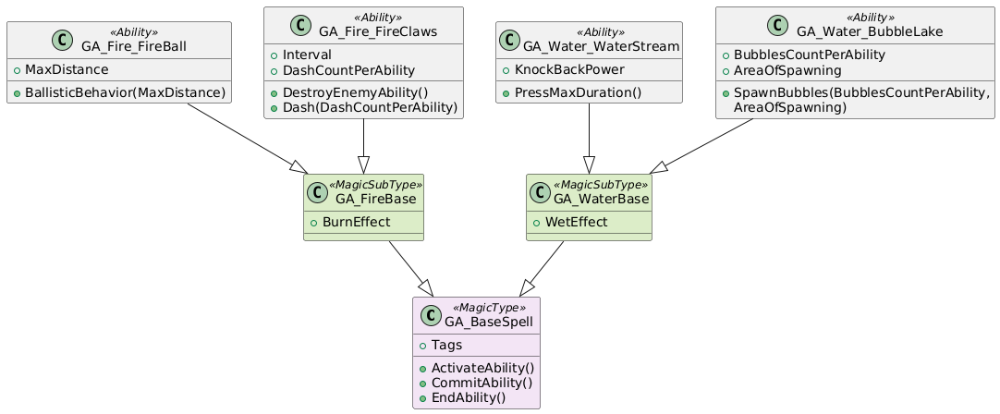 «Ability»
C GA_Fire_FireBall
MaxDistance
BallisticBehavior(MaxDistance)
«Ability»
C GA_Fire_FireClaws
Interval
DashCountPerAbility
DestroyEnemyAbility()
Dash(DashCountPerAbility)
«Ability»
C GA_Water_WaterStream
KnockBackPower
PressMaxDuration()
«Ability»
C GA_Water_BubbleLake
BubblesCountPerAbility
AreaOfSpawning
SpawnBubbles(BubblesCountPerAbility,
AreaOfSpawning)
«MagicSubType»
C GA_FireBase
BurnEffect
«MagicSubType»
C GA_WaterBase
WetEffect
«MagicType»
C GA_BaseSpell
Tags
ActivateAbility()
CommitAbility()
EndAbility()